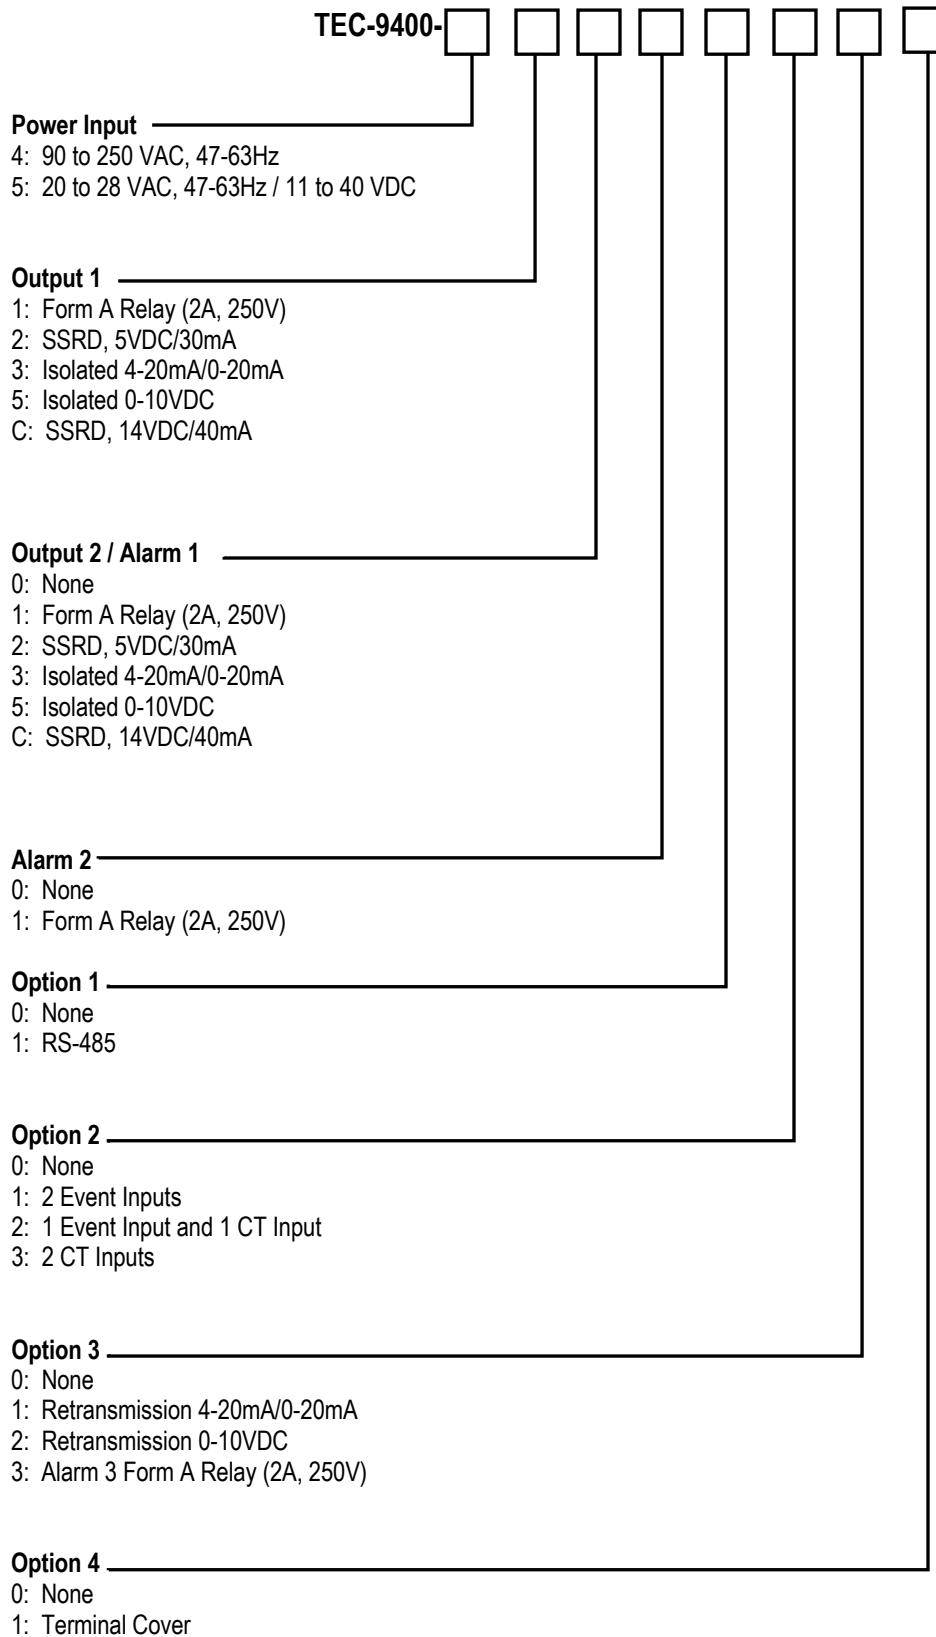 TEC-9400-
Power Input
4: 90 to 250 VAC, 47-63Hz
5: 20 to 28 VAC, 47-63Hz / 11 to 40 VDC
Output 1
1: Form A Relay (2A, 250V)
2: SSRD, 5VDC/30mA
3: Isolated 4-20mA/0-20mA
5: Isolated 0-10VDC
C: SSRD, 14VDC/40mA
Output 2 / Alarm 1
0: None
1: Form A Relay (2A, 250V)
2: SSRD, 5VDC/30mA
3: Isolated 4-20mA/0-20mA
5: Isolated 0-10VDC
C: SSRD, 14VDC/40mA
Alarm 2
0: None
1: Form A Relay (2A, 250V)
Option 1
0: None
1: RS-485
Option 2
0: None
1: 2 Event Inputs
2: 1 Event Input and 1 CT Input
3: 2 CT Inputs
Option 3
0: None
1: Retransmission 4-20mA/0-20mA
2: Retransmission 0-10VDC
3: Alarm 3 Form A Relay (2A, 250V)
Option 4
0: None
1: Terminal Cover